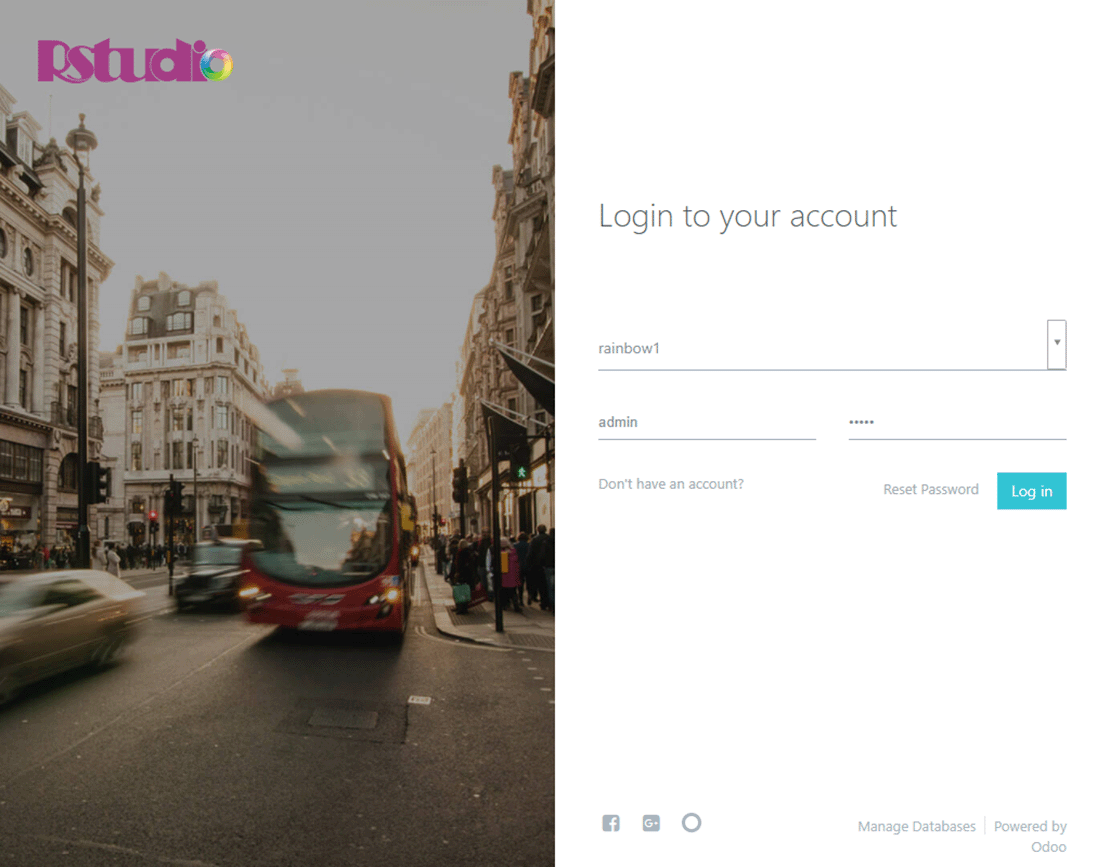 Rstudio
Login to your account
rainbow1
admin
•••••
Don't have an account?
Reset Password
Log in
G+
Manage Databases
Powered by
Odoo